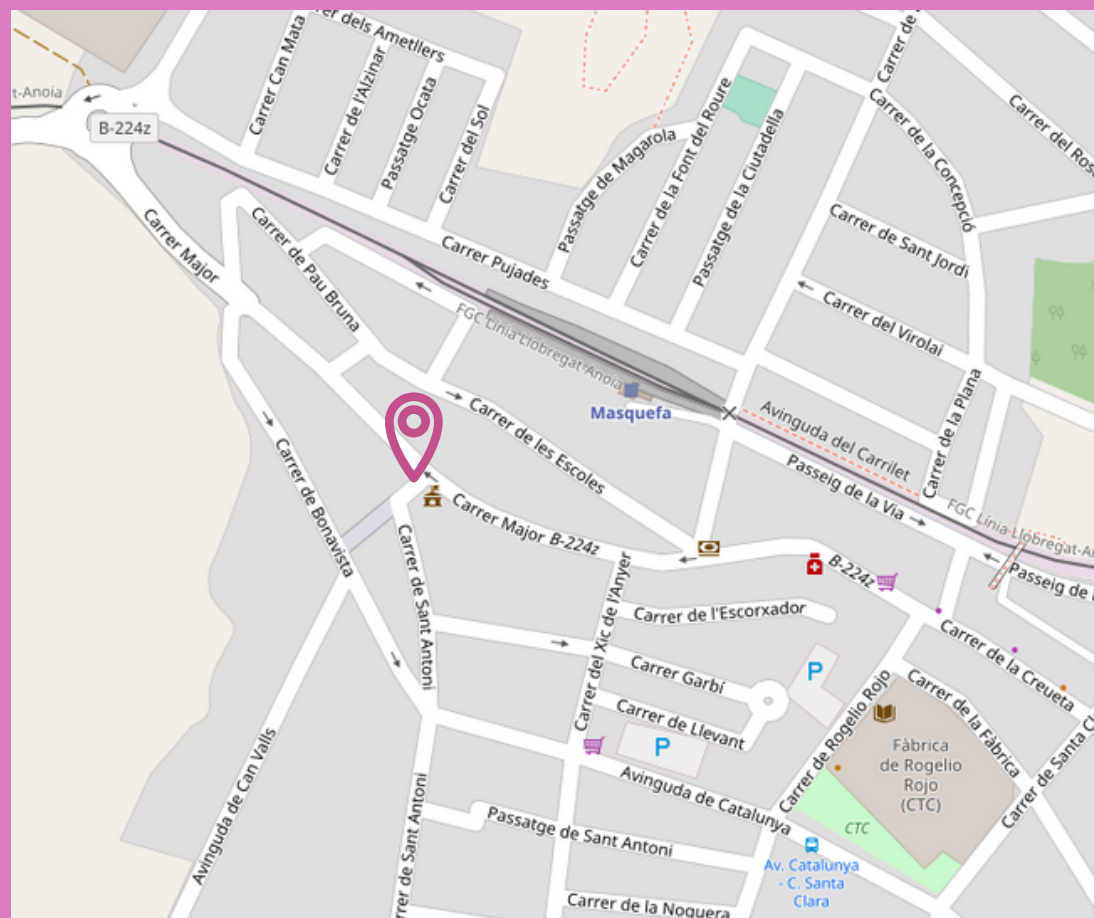 Carrer dels Ametllers
Carrer Can Mata
Carrer de l'Alzinar
Passatge Ocata
Carrer del Sol
t-Anoia
B-224z
Carrer Major
Carrer de Pau Bruna
Carrer Pujades
Passatge de Magarola
Carrer de la Font del Roure
Passatge de la Ciutadella
Carrer de
Carrer de la Concepció
Carrer del Ros
Carrer de Sant Jordi
Carrer del Virolai
Carrer de la Plana
FGC Línia Llobregat-Anoia
Masquefa
Avinguda del Carrilet
Passeig de la Via
FGC Línia Llobregat-An
Passeig de
Carrer de les Escoles
Carrer de Bonavista
Carrer Major B-224z
B-224z
Carrer de Sant Antoni
Carrer del Xic de l'Anyer
Carrer de l'Escorxador
Carrer Garbí
Carrer de Llevant
P
P
Carrer de la Creueta
Carrer de Rogelio Rojo
Carrer de la Fàbrica
Carrer de Santa Cl
Fàbrica
de Rogelio
Rojo
(CTC)
CTC
Avinguda de Catalunya
Avinguda de Can Valls
Carrer de Sant Antoni
Passatge de Sant Antoni
Av. Catalunya
- C. Santa
Clara
Carrer de la Noguera